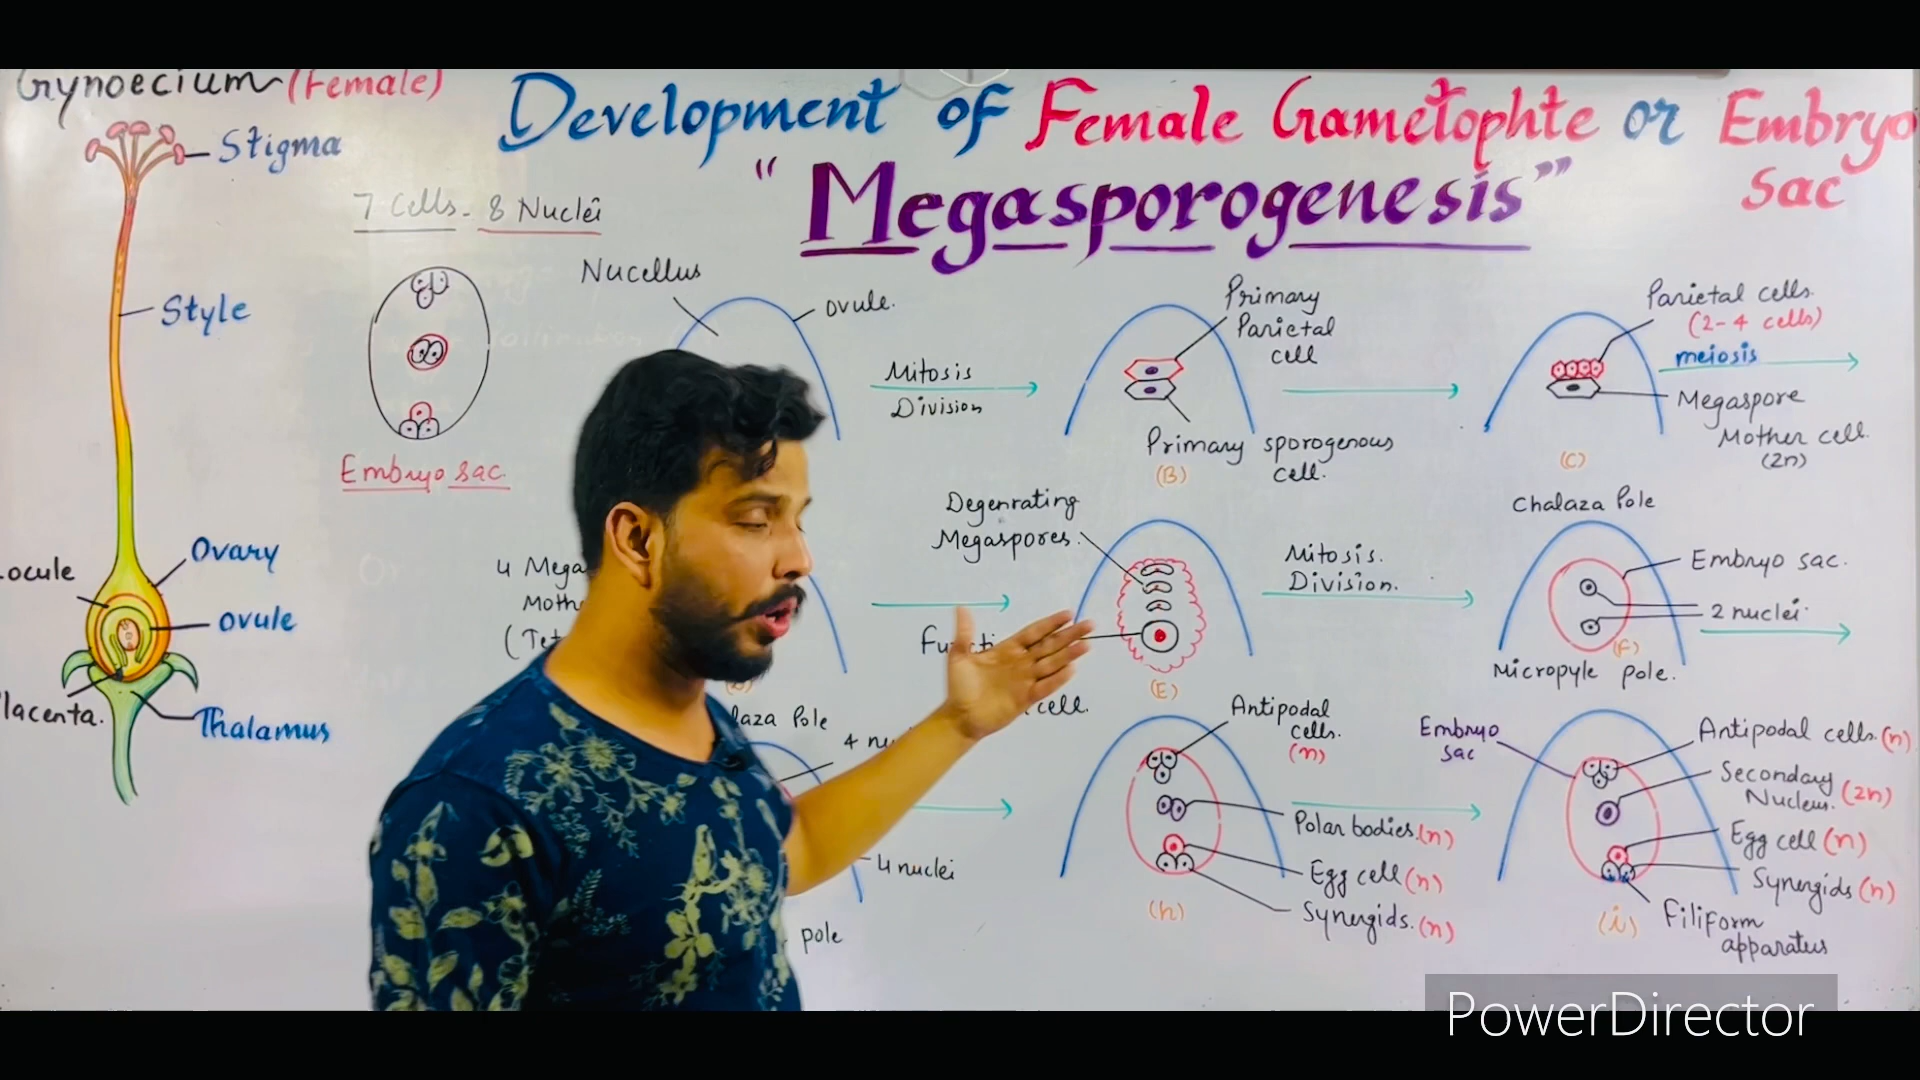 Gynoecium (Female)
Stigma
Style
Ovary
ovule
Thalamus
Development of Female Gametophte or Embryo
Sac
"Megasporogenesis"
7 Cells - 8 Nuclei
Embryo sac
Nucellus
ovule.
Mitosis
Division
Primary
Parietal
cell
Primary sporogenous
cell.
(B)
Parietal cells.
(2-4 cells)
meiosis
Megaspore
Mother cell.
(2n)
(C)
4
Degenrating
Megaspores.
cell.
(E)
Mitosis.
Division.
Chalaza Pole
Embryo sac.
2 nuclei
(F)
Micropyle pole.
Pole
4
4 nuclei
pole
Antipodal
cells.
(n)
Polar bodies. (n)
Egg cell (n)
Synergids. (n)
(h)
Embryo
sac
Antipodal cells. (n)
Secondary
Nucleus. (2n)
Egg cell (n)
Synergids (n)
Filiform
apparatus
(i)
PowerDirector